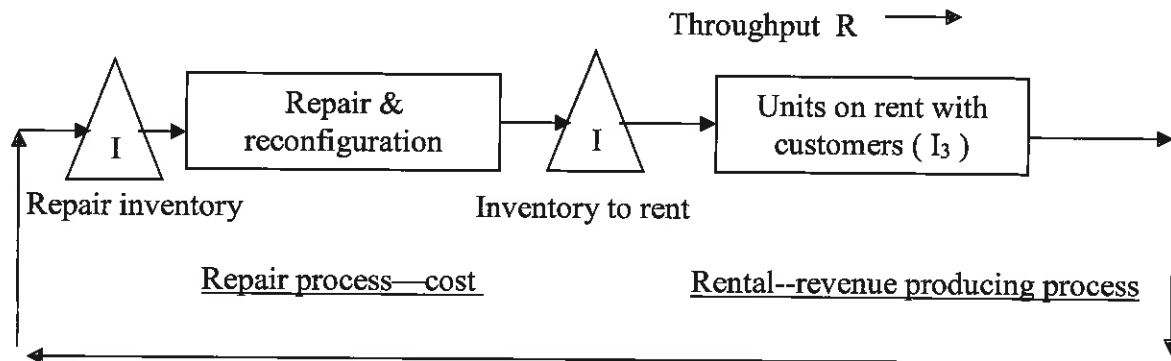 Throughput R
Repair &
reconfiguration
Units on rent with
customers ( I₃ )
I
I
Repair inventory
Inventory to rent
Repair process—cost
Rental--revenue producing process